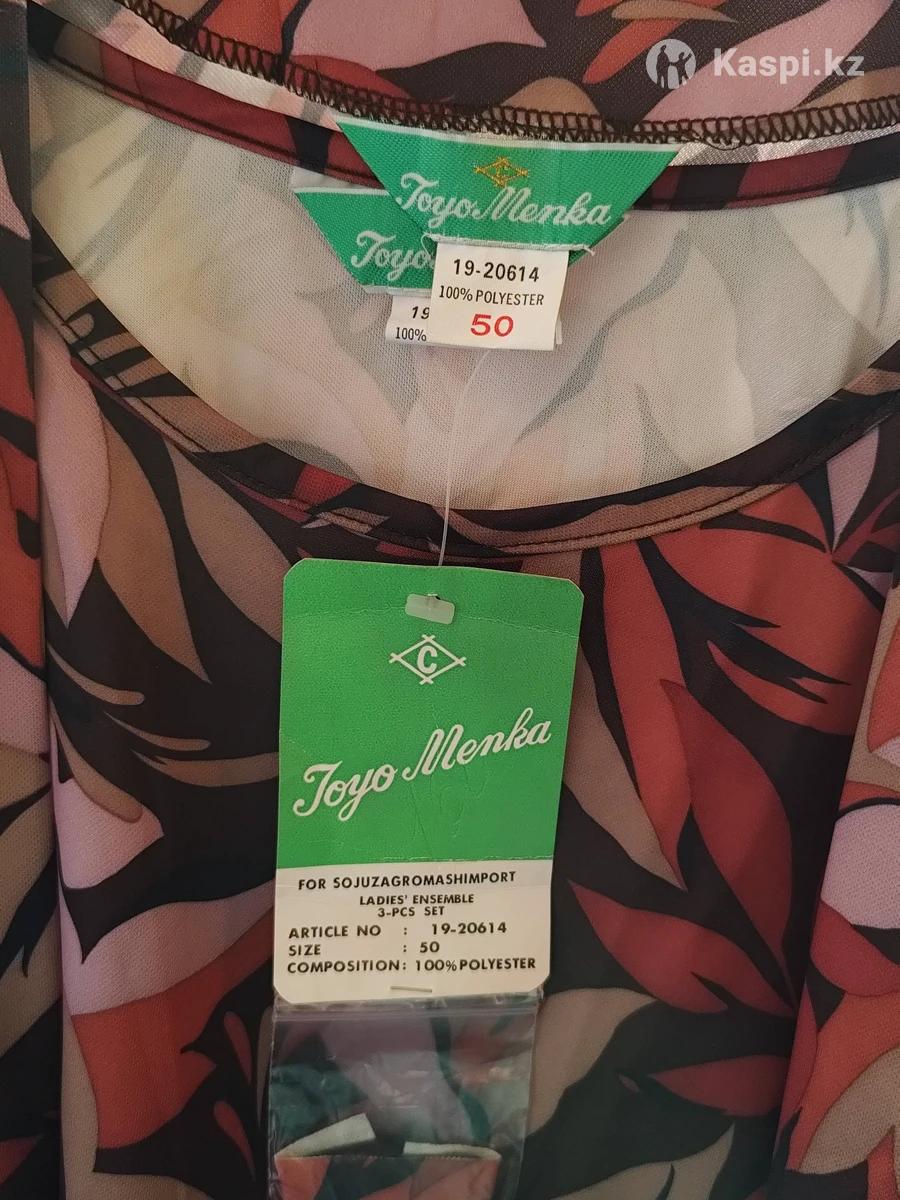 Kaspi.kz
C
Toyo Menka
Toyo
19-20614
100% POLYESTER
50
19
100%
C
Toyo Menka
FOR SOJUZAGROMASHIMPORT
LADIES' ENSEMBLE
3-PCS SET
ARTICLE NO : 19-20614
SIZE : 50
COMPOSITION: 100% POLYESTER